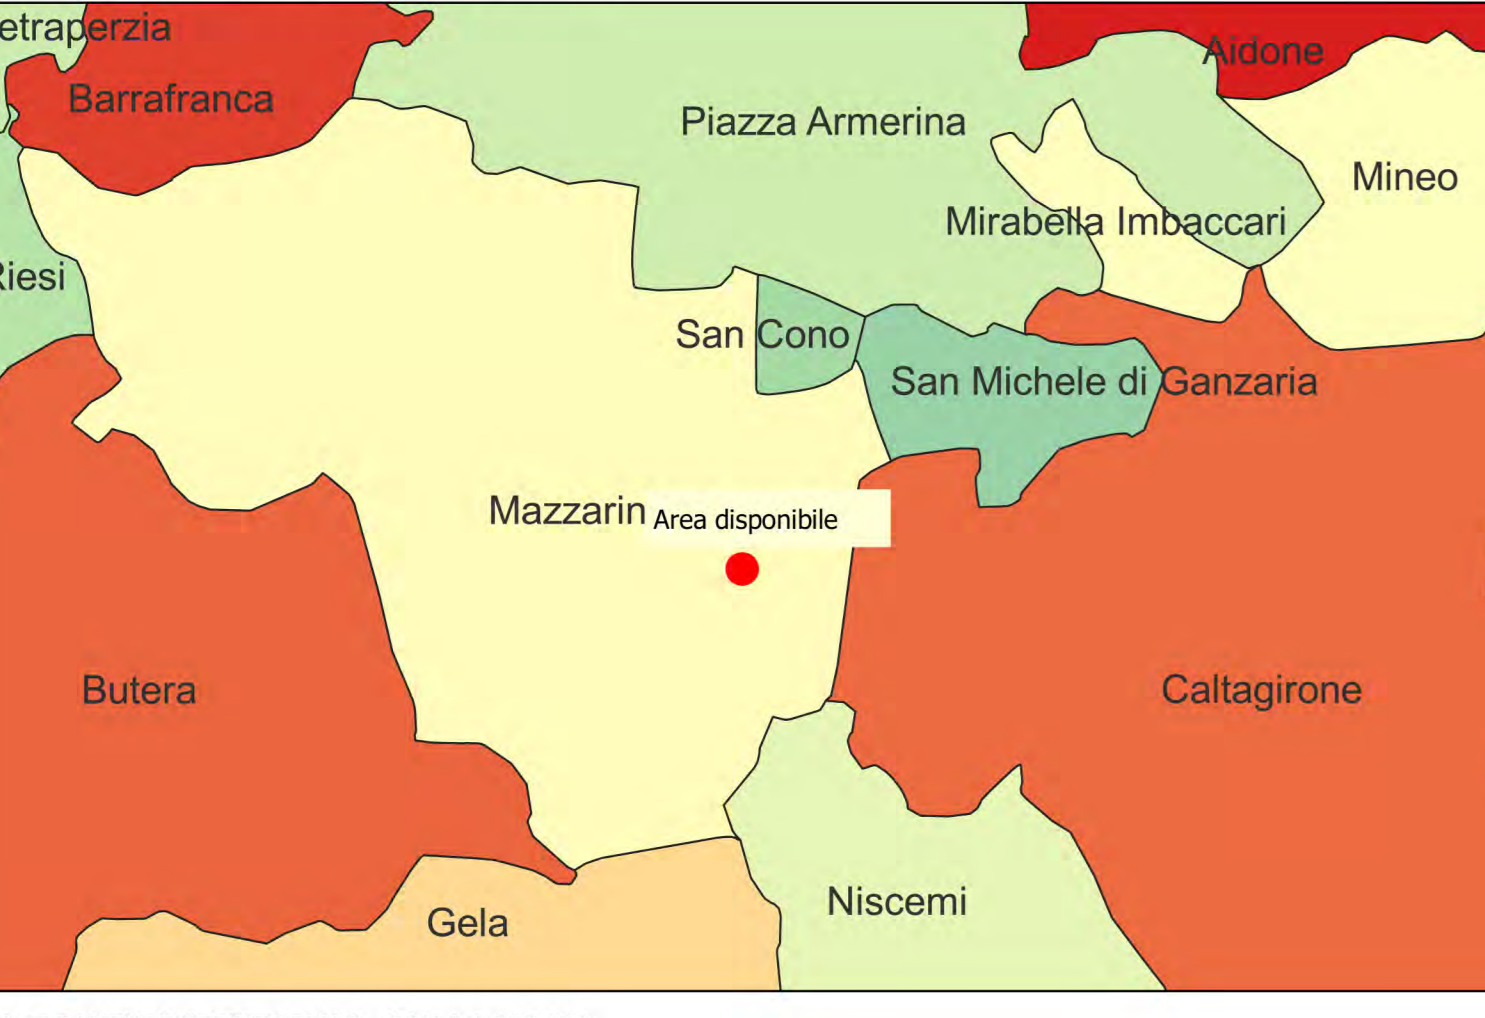 etraperzia
Aidone
Barrafranca
Piazza Armerina
Mineo
Mirabella Imbaccari
Riesi
San Cono
San Michele di Ganzaria
Mazzarin
Area disponibile
Butera
Caltagirone
Niscemi
Gela